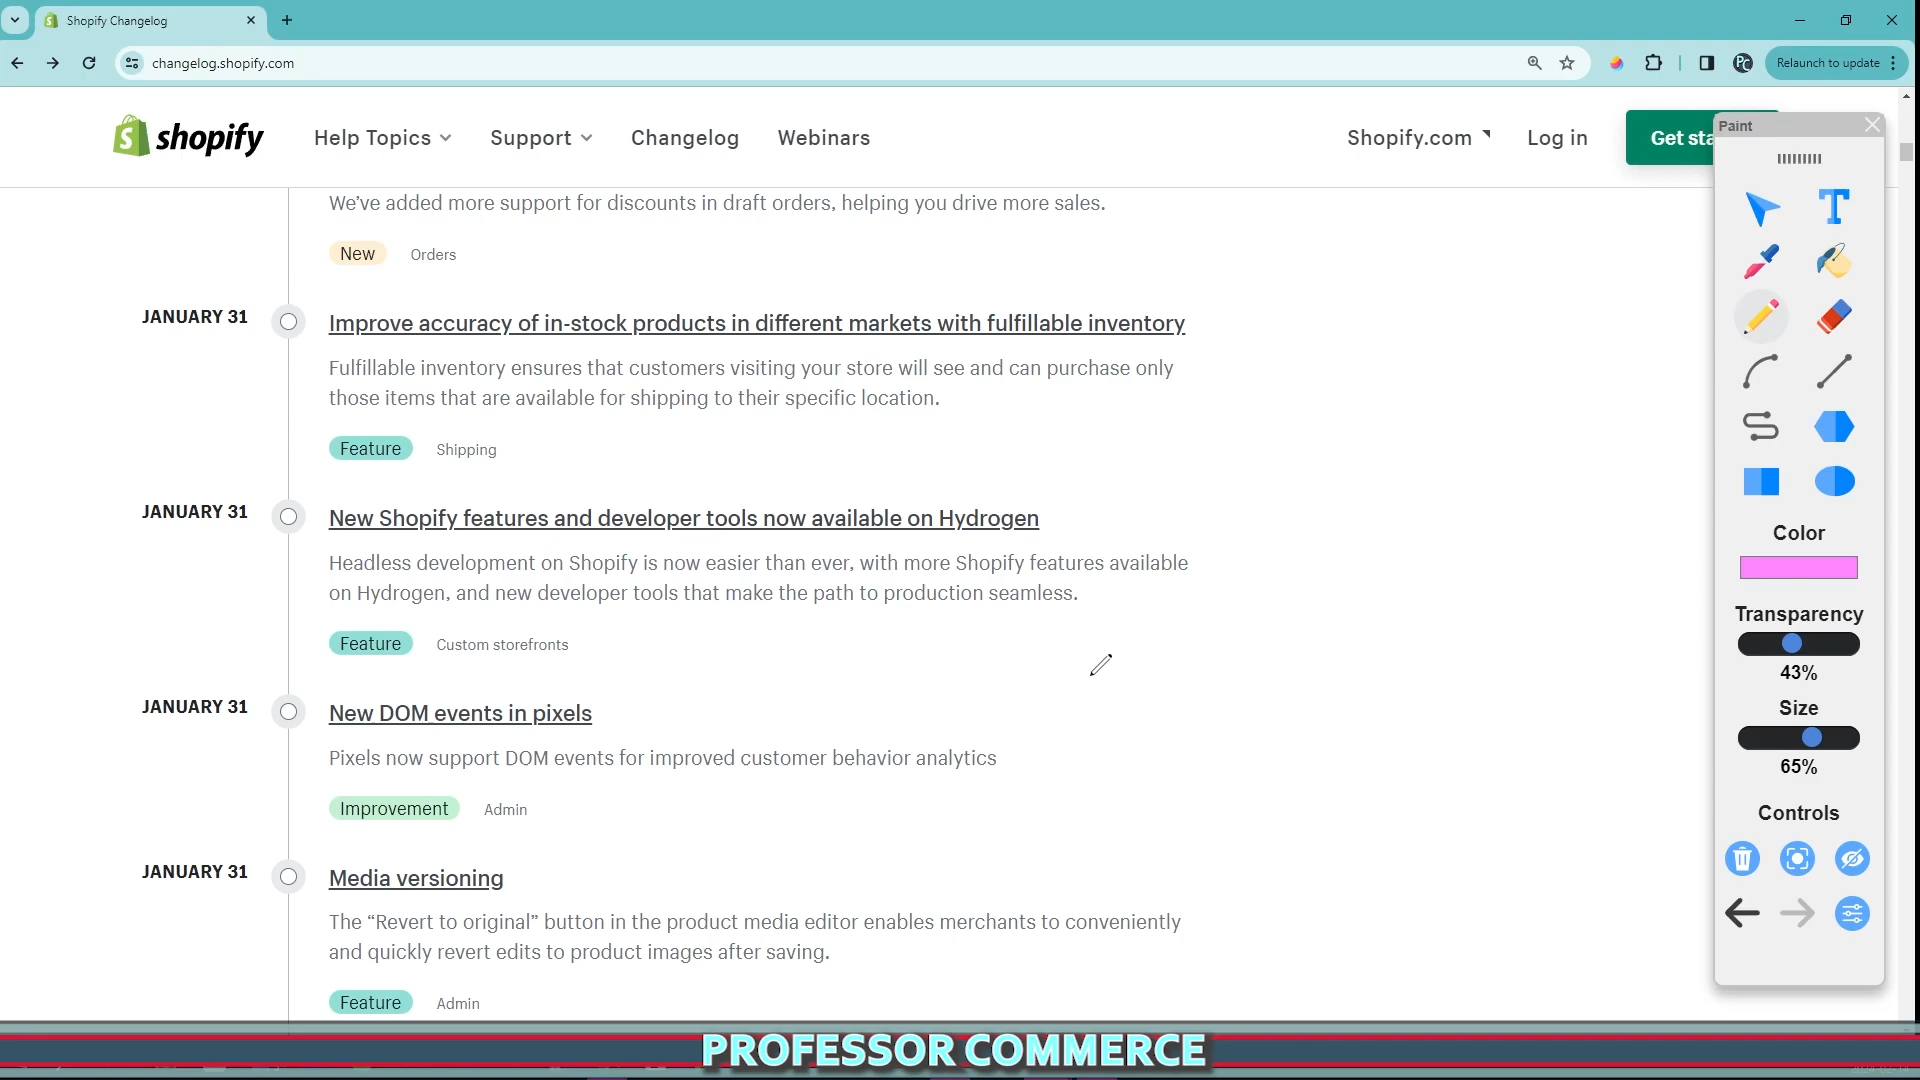 Shopify Changelog
changelog.shopify.com
Relaunch to update
shopify
Help Topics
Support
Changelog
Webinars
Shopify.com
Log in
Get sta
Paint
We’ve added more support for discounts in draft orders, helping you drive more sales.
New Orders
JANUARY 31
Improve accuracy of in-stock products in different markets with fulfillable inventory
Fulfillable inventory ensures that customers visiting your store will see and can purchase only
those items that are available for shipping to their specific location.
Feature Shipping
JANUARY 31
New Shopify features and developer tools now available on Hydrogen
Headless development on Shopify is now easier than ever, with more Shopify features available
on Hydrogen, and new developer tools that make the path to production seamless.
Feature Custom storefronts
JANUARY 31
New DOM events in pixels
Pixels now support DOM events for improved customer behavior analytics
Improvement Admin
JANUARY 31
Media versioning
The “Revert to original” button in the product media editor enables merchants to conveniently
and quickly revert edits to product images after saving.
Feature Admin
T
Color
Transparency
43%
Size
65%
Controls
PROFESSOR COMMERCE